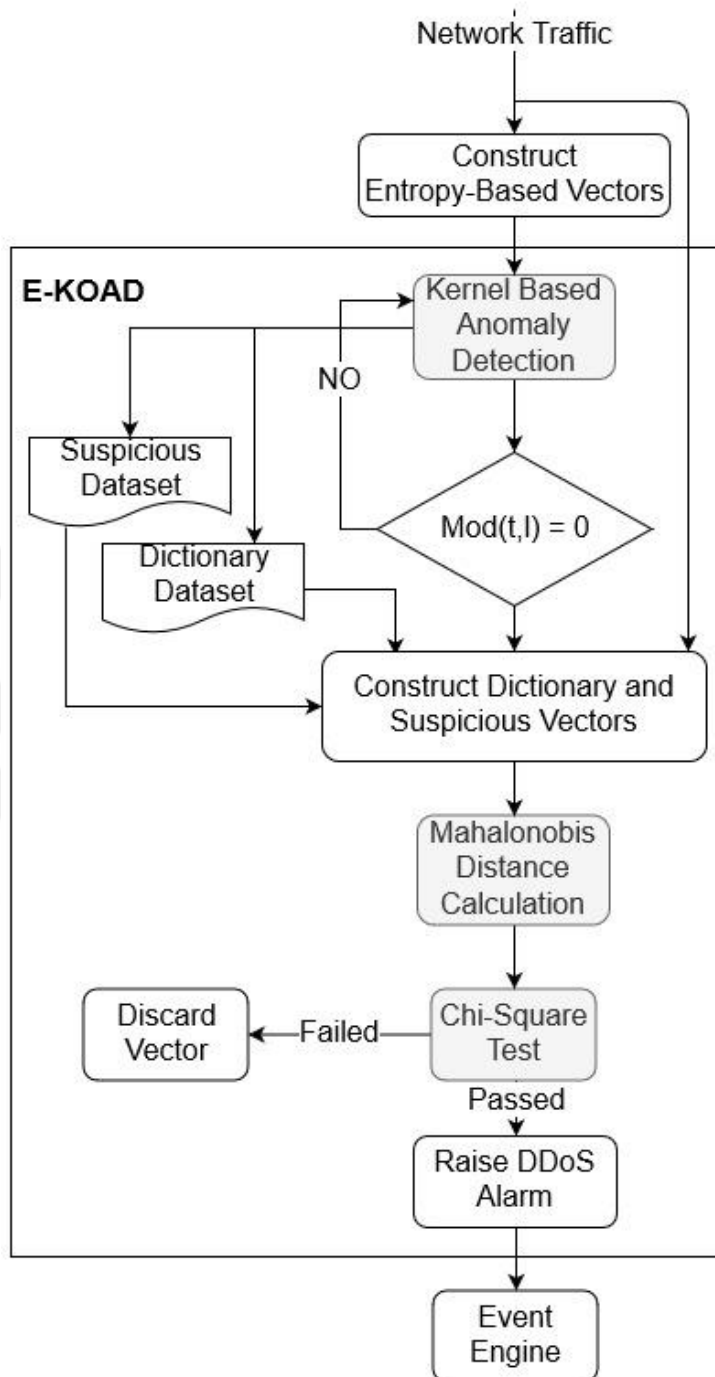 Network Traffic
Construct
Entropy-Based Vectors
E-KOAD
Kernel Based
Anomaly
Detection
NO
Suspicious
Dataset
Mod(t,I) = 0
Dictionary
Dataset
Construct Dictionary and
Suspicious Vectors
Mahalonobis
Distance
Calculation
Discard
Vector
Failed
Chi-Square
Test
Passed
Raise DDoS
Alarm
Event
Engine